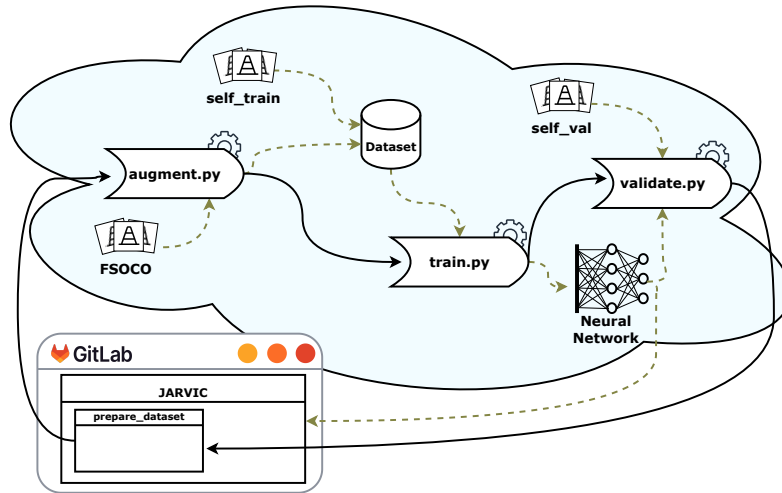 self_train
self_val
Dataset
augment.py
validate.py
FSOCO
train.py
Neural
Network
GitLab
JARVIC
prepare_dataset